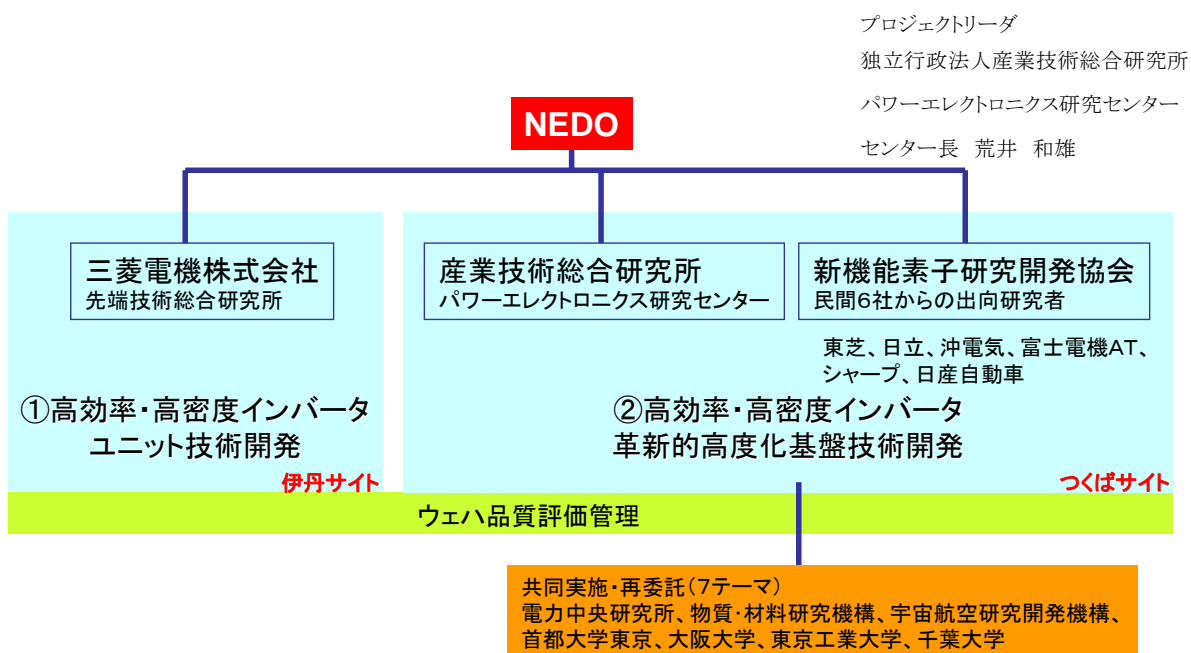 プロジェクトリーダ
独立行政法人産業技術総合研究所
パワーエレクトロニクス研究センター
センター長　荒井　和雄
NEDO
三菱電機株式会社
先端技術総合研究所
産業技術総合研究所
パワーエレクトロニクス研究センター
新機能素子研究開発協会
民間6社からの出向研究者
東芝、日立、沖電気、富士電機AT、
シャープ、日産自動車
①高効率・高密度インバータ
ユニット技術開発
伊丹サイト
②高効率・高密度インバータ
革新的高度化基盤技術開発
つくばサイト
ウェハ品質評価管理
共同実施・再委託（7テーマ）
電力中央研究所、物質・材料研究機構、宇宙航空研究開発機構、
首都大学東京、大阪大学、東京工業大学、千葉大学